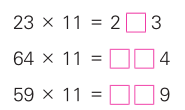 23 × 11 = 2 □ 3
64 × 11 = □ □ 4
59 × 11 = □ □ 9